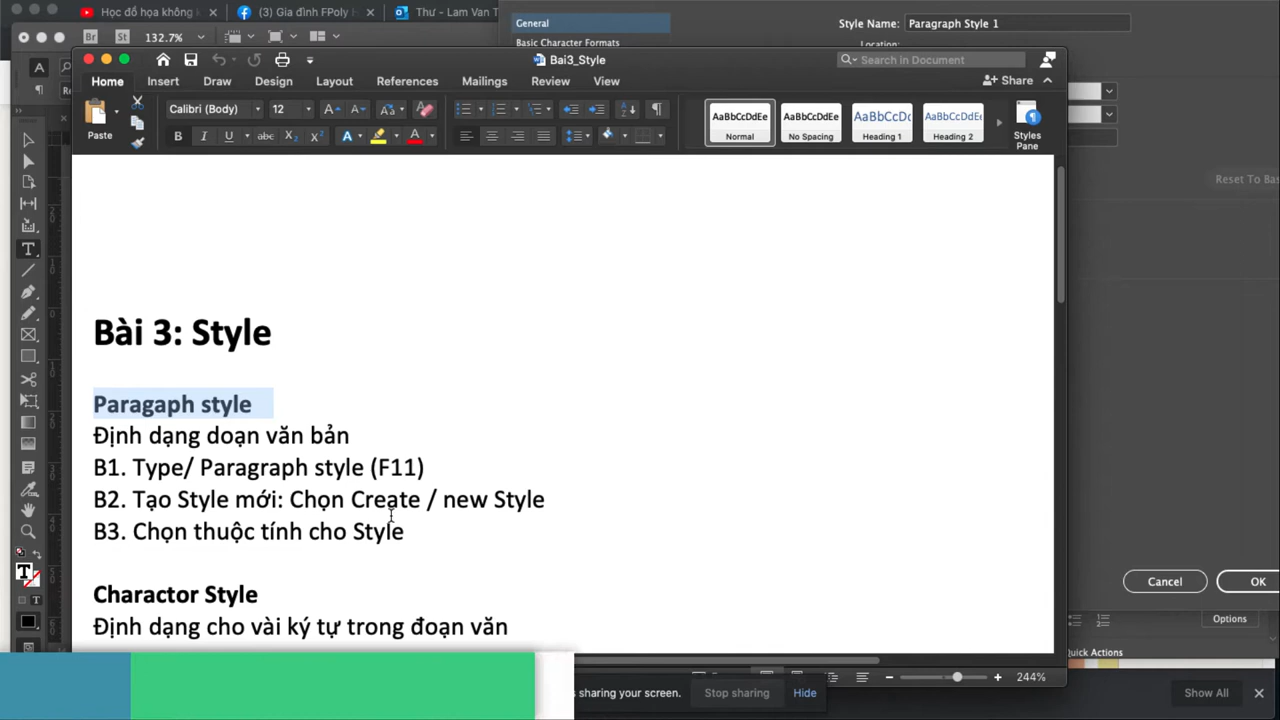 Học đồ họa không
(3) Gia đình FPoly H
Thư - Lam Van T
General
Style Name: Paragraph Style 1
Br
St
132.7%
Basic Character Formats
Location:
Bai3_Style
Search in Document
Home
Insert
Draw
Design
Layout
References
Mailings
Review
View
Share
Paste
Calibri (Body)
12
AaBbCcDdEe
Normal
AaBbCcDdEe
No Spacing
AaBbCcDc
Heading 1
AaBbCcDdEe
Heading 2
Styles
Pane
Reset To Bas
Bài 3: Style
Paragaph style
Định dạng đoạn văn bản
B1. Type/ Paragraph style (F11)
B2. Tạo Style mới: Chọn Create / new Style
B3. Chọn thuộc tính cho Style
Charactor Style
Định dạng cho vài ký tự trong đoạn văn
Cancel
OK
Options
Quick Actions
244%
s sharing your screen.
Stop sharing
Hide
Show All